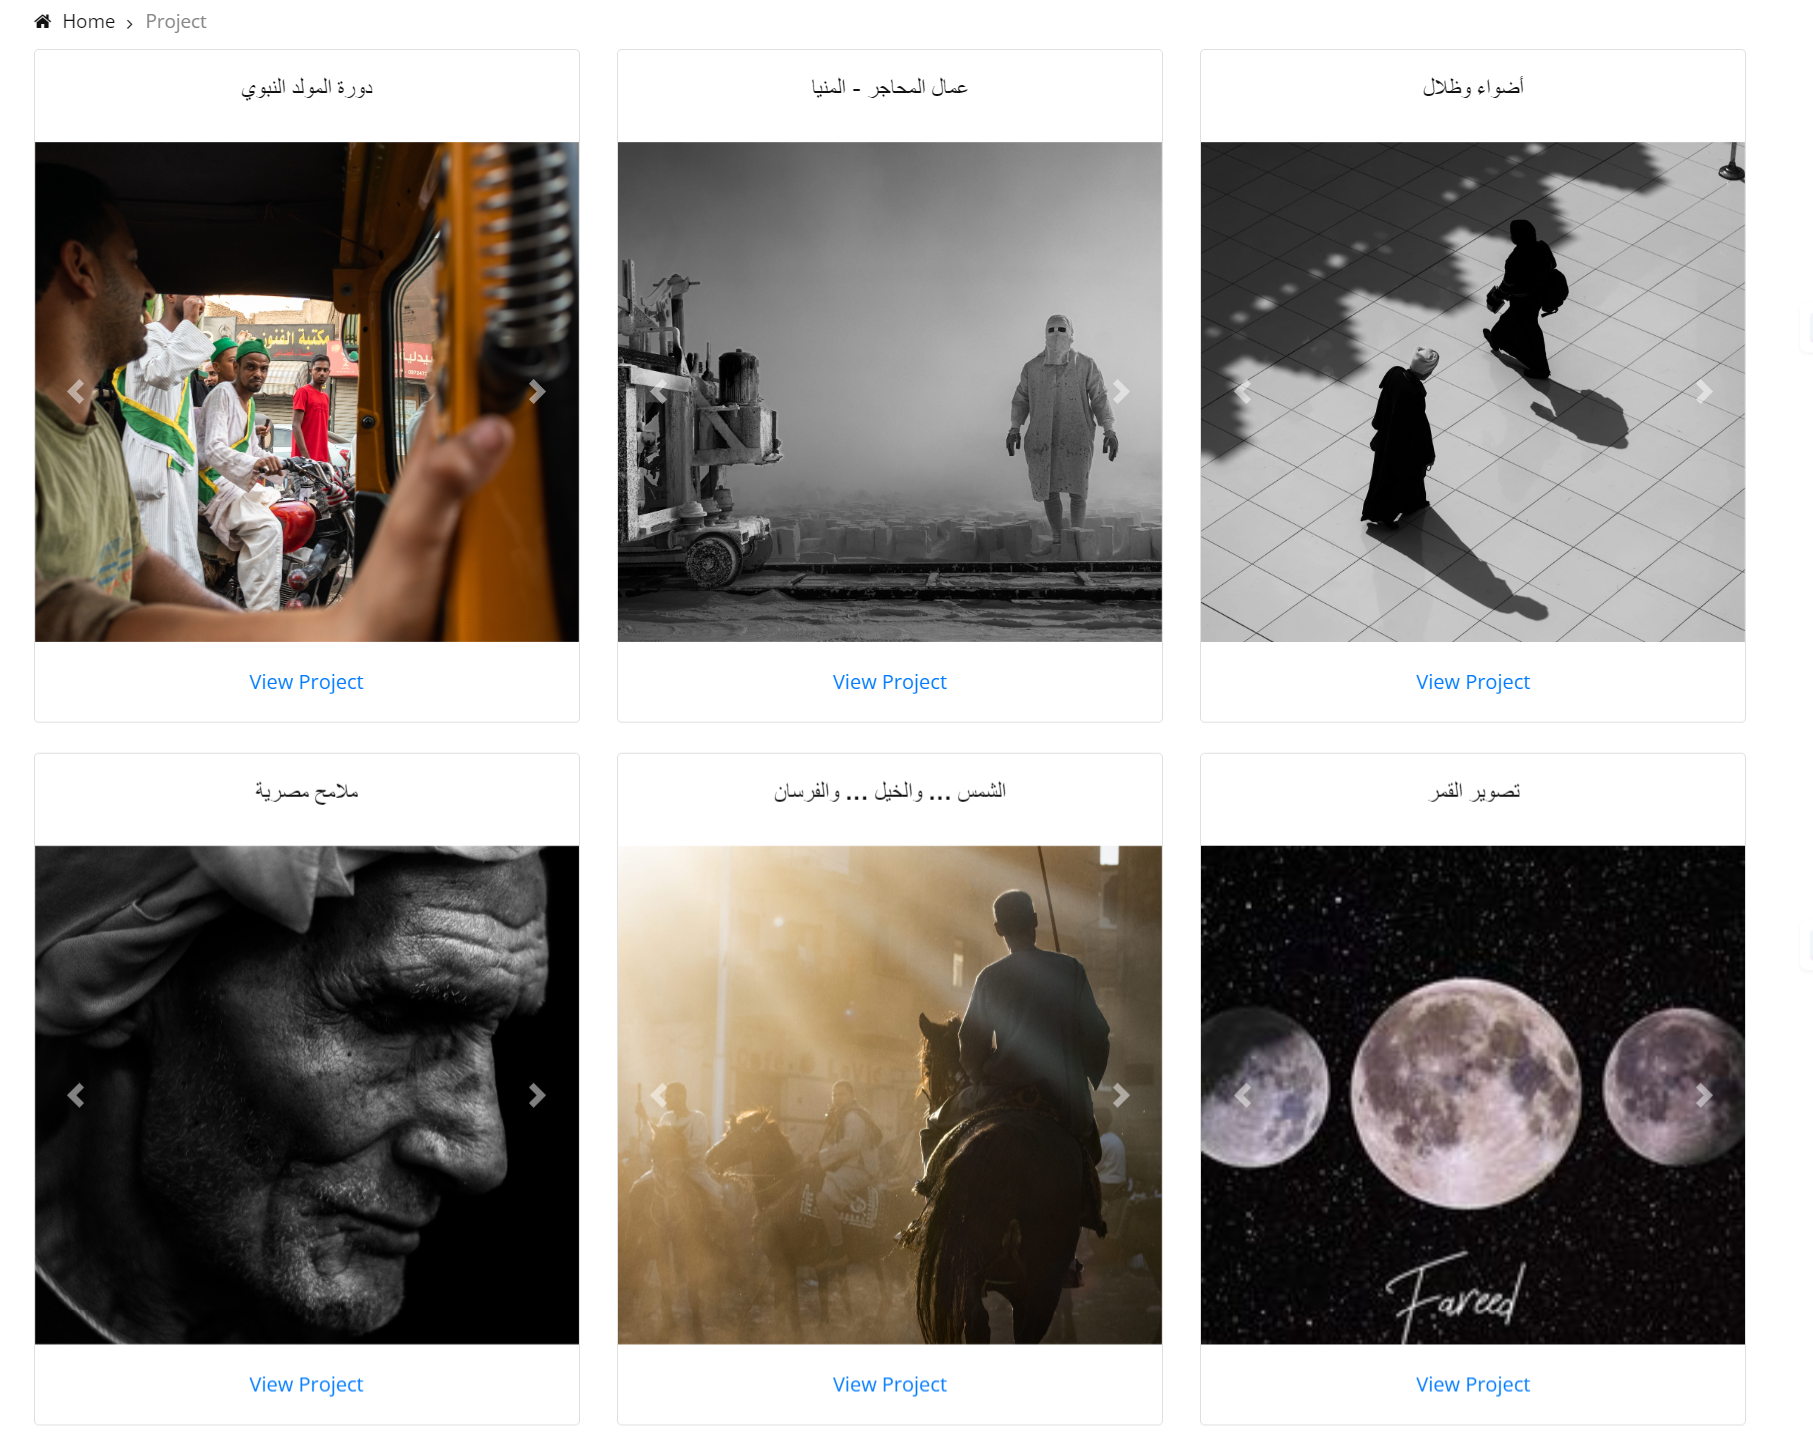 Home > Project
دورة المولد النبوي
عمال المحاجر - المنيا
أضواء وظلال
مكتبة الفنون
View Project
View Project
View Project
ملامح مصرية
الشمس ... والخيل ... والفرسان
تصوير القمر
Fareed
View Project
View Project
View Project